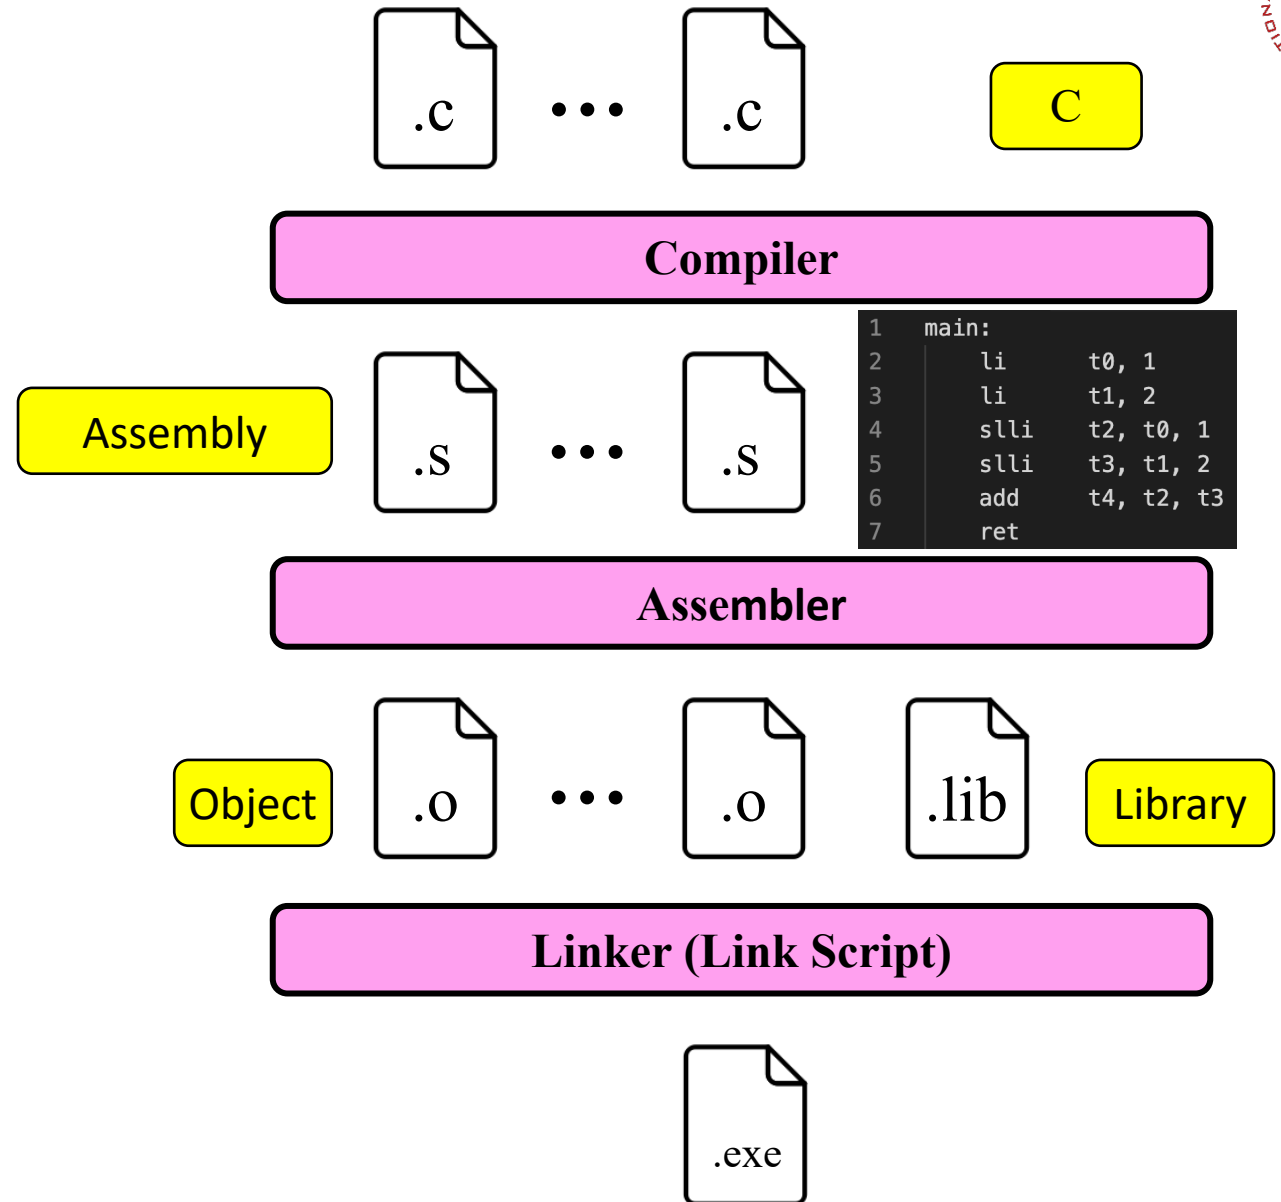 .c ... .c
C
Compiler
1 main:
2 li t0, 1
3 li t1, 2
4 slli t2, t0, 1
5 slli t3, t1, 2
6 add t4, t2, t3
7 ret
Assembly
.s ... .s
Assembler
Object
.o ... .o
.lib
Library
Linker (Link Script)
.exe